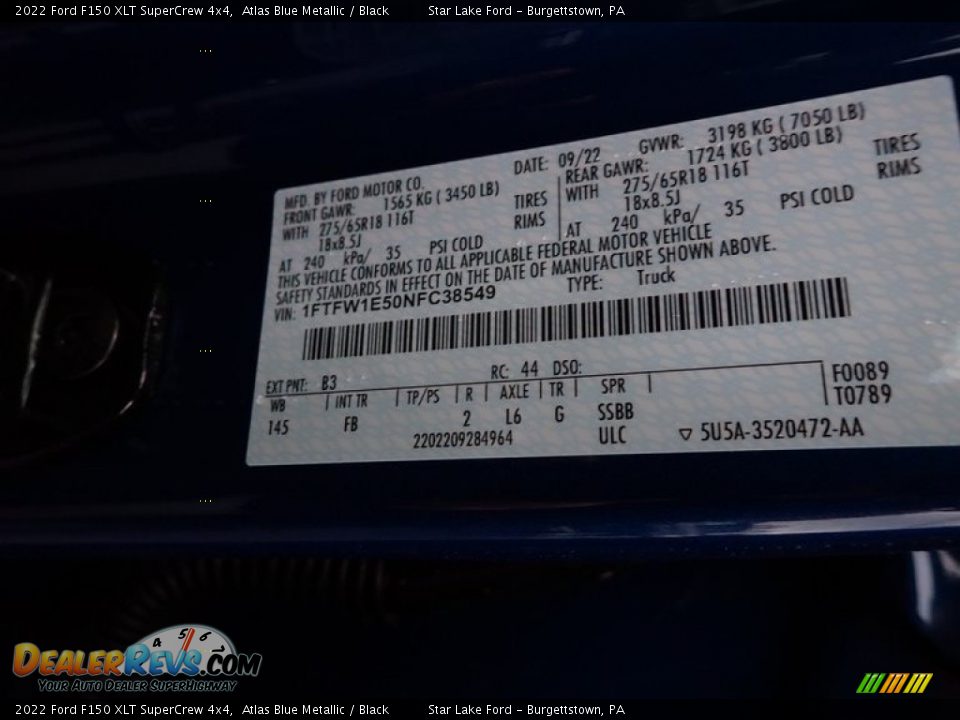 2022 Ford F150 XLT SuperCrew 4x4, Atlas Blue Metallic / Black Star Lake Ford - Burgettstown, PA
MFD. BY FORD MOTOR CO. DATE: 09/22 GVWR: 3198 KG ( 7050 LB)
FRONT GAWR: 1565 KG ( 3450 LB) REAR GAWR: 1724 KG ( 3800 LB)
WITH 275/65R18 116T TIRES WITH 275/65R18 116T TIRES
18x8.5J RIMS 18x8.5J RIMS
AT 240 kPa/ 35 PSI COLD AT 240 kPa/ 35 PSI COLD
THIS VEHICLE CONFORMS TO ALL APPLICABLE FEDERAL MOTOR VEHICLE
SAFETY STANDARDS IN EFFECT ON THE DATE OF MANUFACTURE SHOWN ABOVE.
VIN: 1FTFW1E50NFC38549 TYPE: Truck
EXT PNT: B3 RC: 44 DSO: F0089
WB INT TR TP/PS R AXLE TR SPR T0789
145 FB 2 L6 G SSBB
2202209284964 ULC 5U5A-3520472-AA
4 5 6
DEALERREVS.COM
YOUR AUTO DEALER SUPERHIGHWAY
2022 Ford F150 XLT SuperCrew 4x4, Atlas Blue Metallic / Black Star Lake Ford - Burgettstown, PA